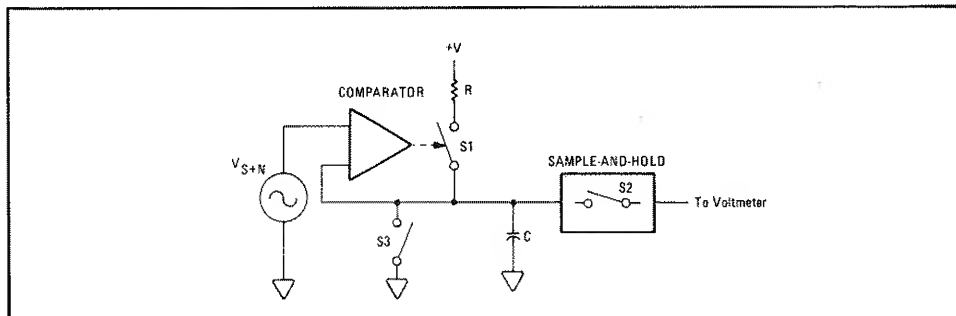 +V
R
COMPARATOR
S1
V S+N
SAMPLE-AND-HOLD
S2
To Voltmeter
S3
C